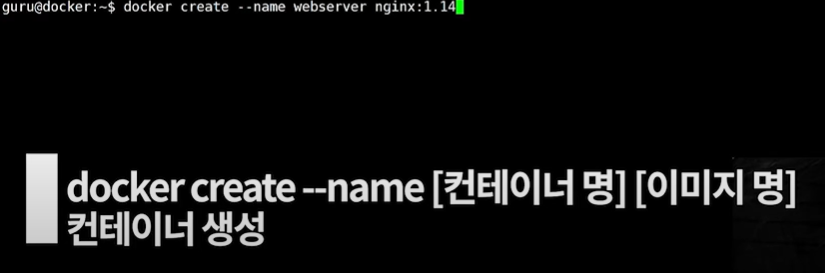 guru@docker:~$ docker create --name webserver nginx:1.14
docker create --name [컨테이너 명] [이미지 명]
컨테이너 생성